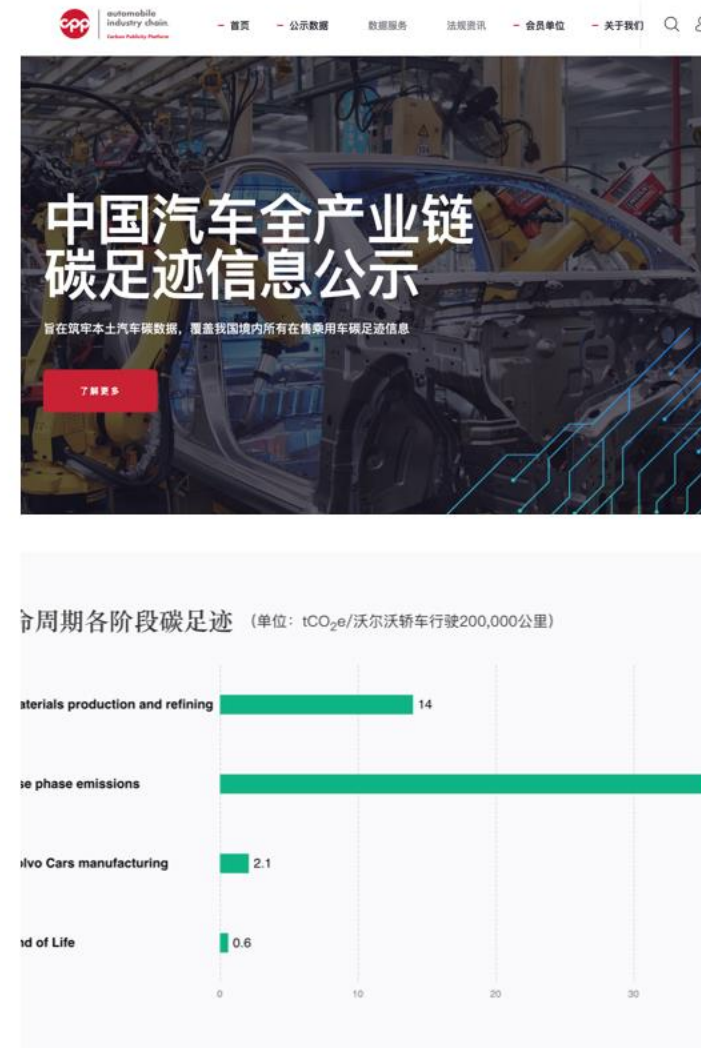 cpp
automobile
industry chain
Carbon Publicity Platform
首页
公示数据
数据服务
法规资讯
会员单位
关于我们
中国汽车全产业链
碳足迹信息公示
旨在筑牢本土汽车碳数据，覆盖我国境内所有在售乘用车碳足迹信息
了解更多
命周期各阶段碳足迹 （单位：tCO₂e/沃尔沃轿车行驶200,000公里）
aterials production and refining 14
se phase emissions
olvo Cars manufacturing 2.1
nd of Life 0.6
0 10 20 30